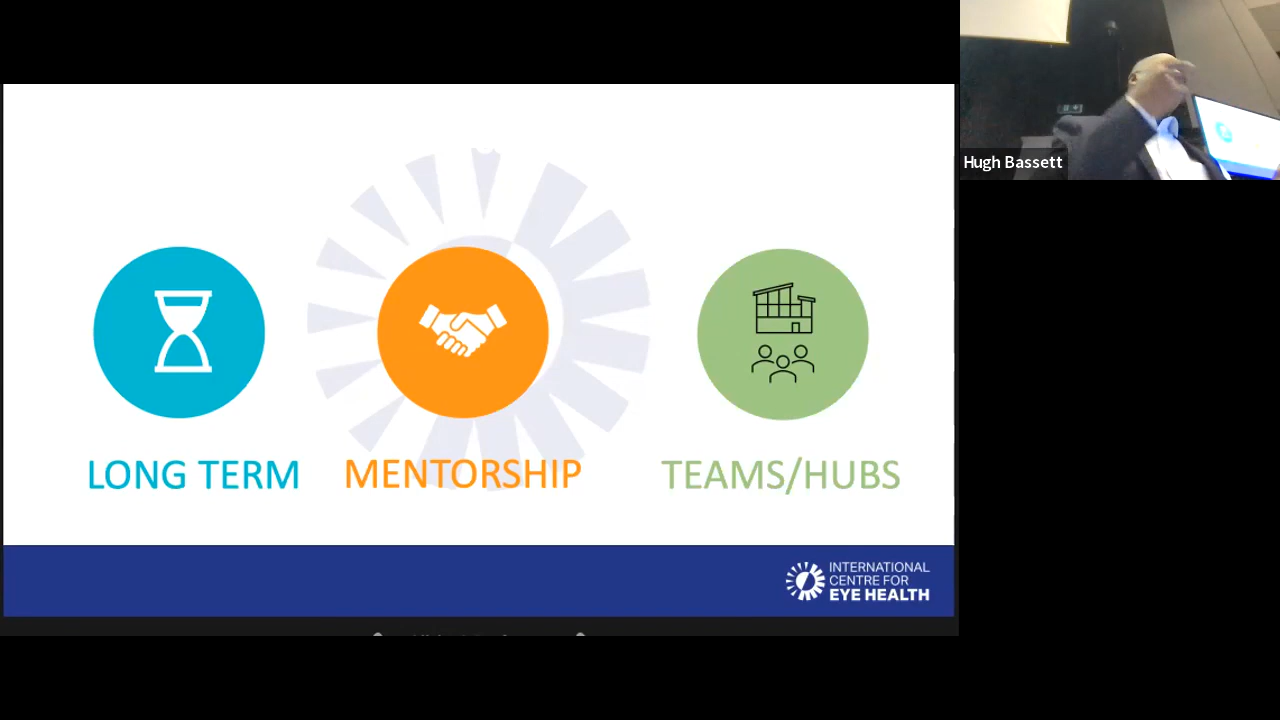 Hugh Bassett
LONG TERM
MENTORSHIP
TEAMS/HUBS
INTERNATIONAL
CENTRE FOR
EYE HEALTH